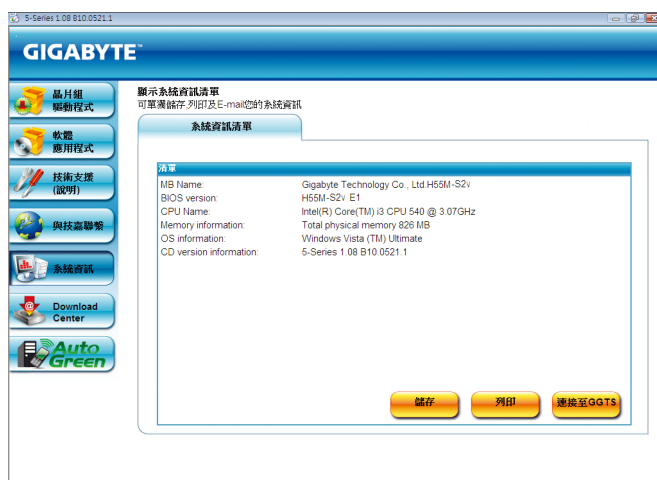 5-Series 1.08 B10.0521.1
GIGABYTE™
晶片組
驅動程式
軟體
應用程式
技術支援
(說明)
與技嘉聯繫
系統資訊
Download
Center
Auto
Green
顯示系統資訊清單
可單獨儲存,列印及E-mail您的系統資訊
系統資訊清單
清單
MB Name: Gigabyte Technology Co., Ltd.H55M-S2V
BIOS version: H55M-S2V E1
CPU Name: Intel(R) Core(TM) i3 CPU 540 @ 3.07GHz
Memory information: Total physical memory 826 MB
OS information: Windows Vista (TM) Ultimate
CD version information: 5-Series 1.08 B10.0521.1
儲存
列印
連接至GGTS